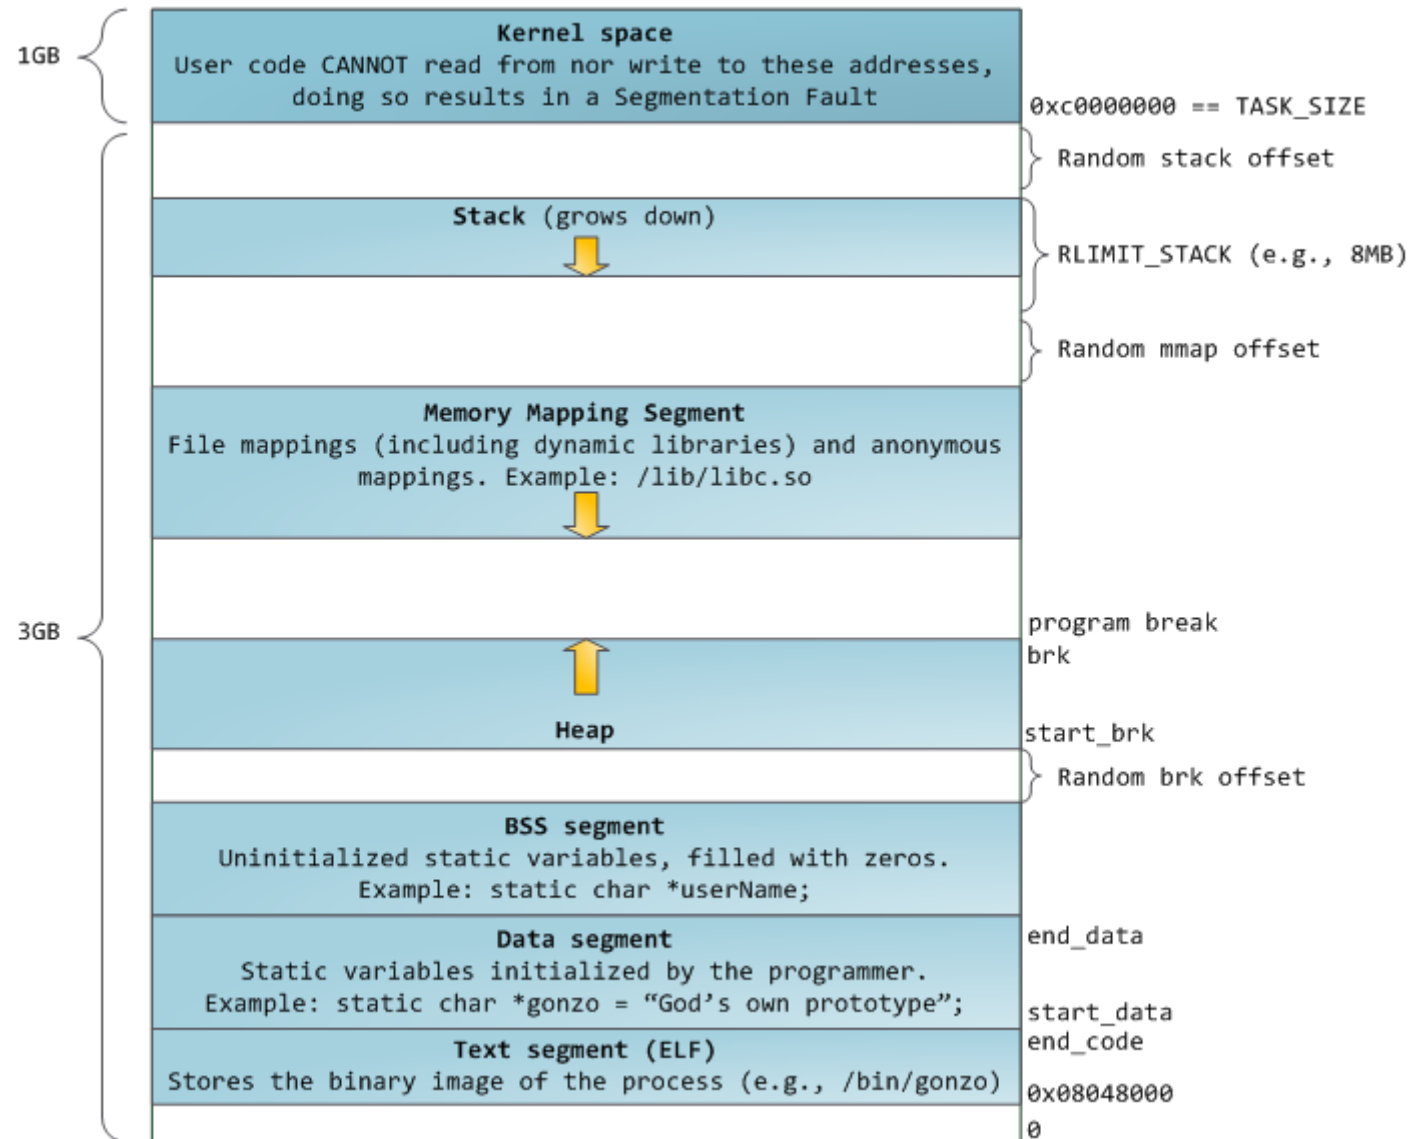 1GB
Kernel space
User code CANNOT read from nor write to these addresses,
doing so results in a Segmentation Fault
0xc0000000 == TASK_SIZE
Random stack offset
Stack (grows down)
RLIMIT_STACK (e.g., 8MB)
Random mmap offset
Memory Mapping Segment
File mappings (including dynamic libraries) and anonymous
mappings. Example: /lib/libc.so
3GB
program break
brk
Heap
start_brk
Random brk offset
BSS segment
Uninitialized static variables, filled with zeros.
Example: static char *userName;
Data segment
end_data
Static variables initialized by the programmer.
Example: static char *gonzo = “God’s own prototype”;
start_data
end_code
Text segment (ELF)
Stores the binary image of the process (e.g., /bin/gonzo)
0x08048000
0